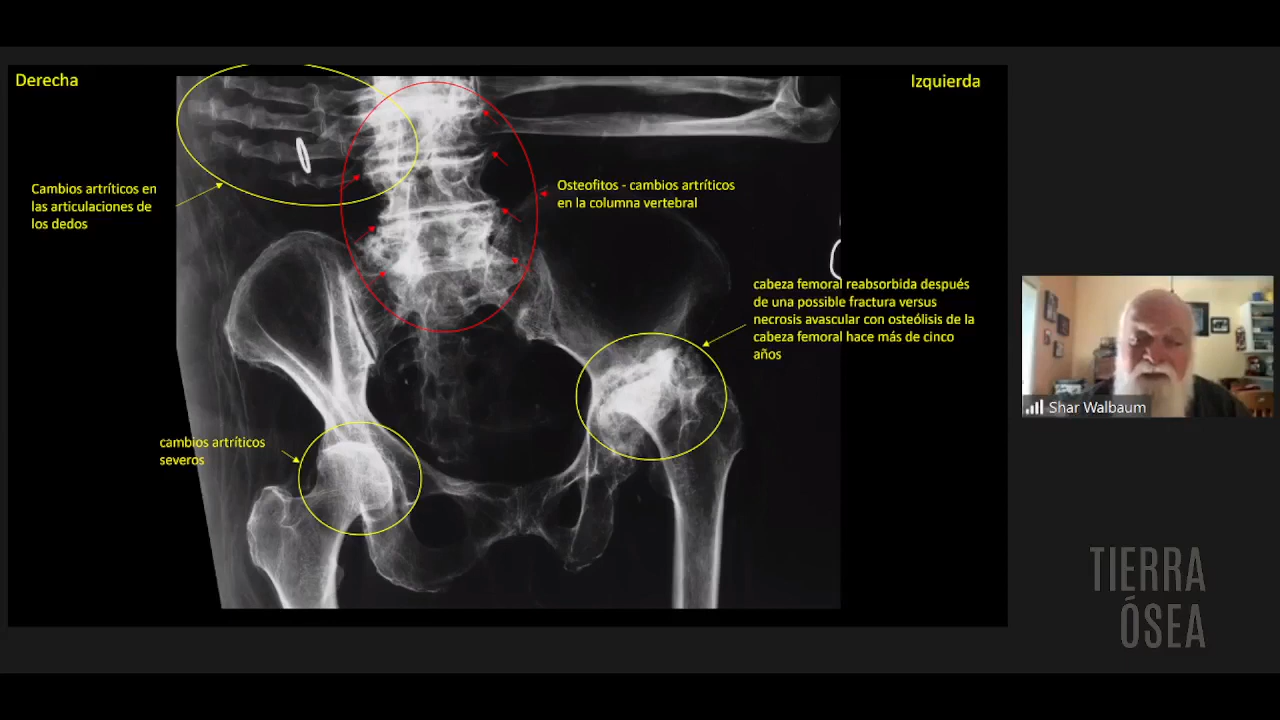 Derecha
Izquierda
Cambios artríticos en
las articulaciones de
los dedos
Osteofitos - cambios artríticos
en la columna vertebral
cabeza femoral reabsorbida después
de una possible fractura versus
necrosis avascular con osteólisis de la
cabeza femoral hace más de cinco
años
cambios artríticos
severos
Shar Walbaum
TIERRA
ÓSEA